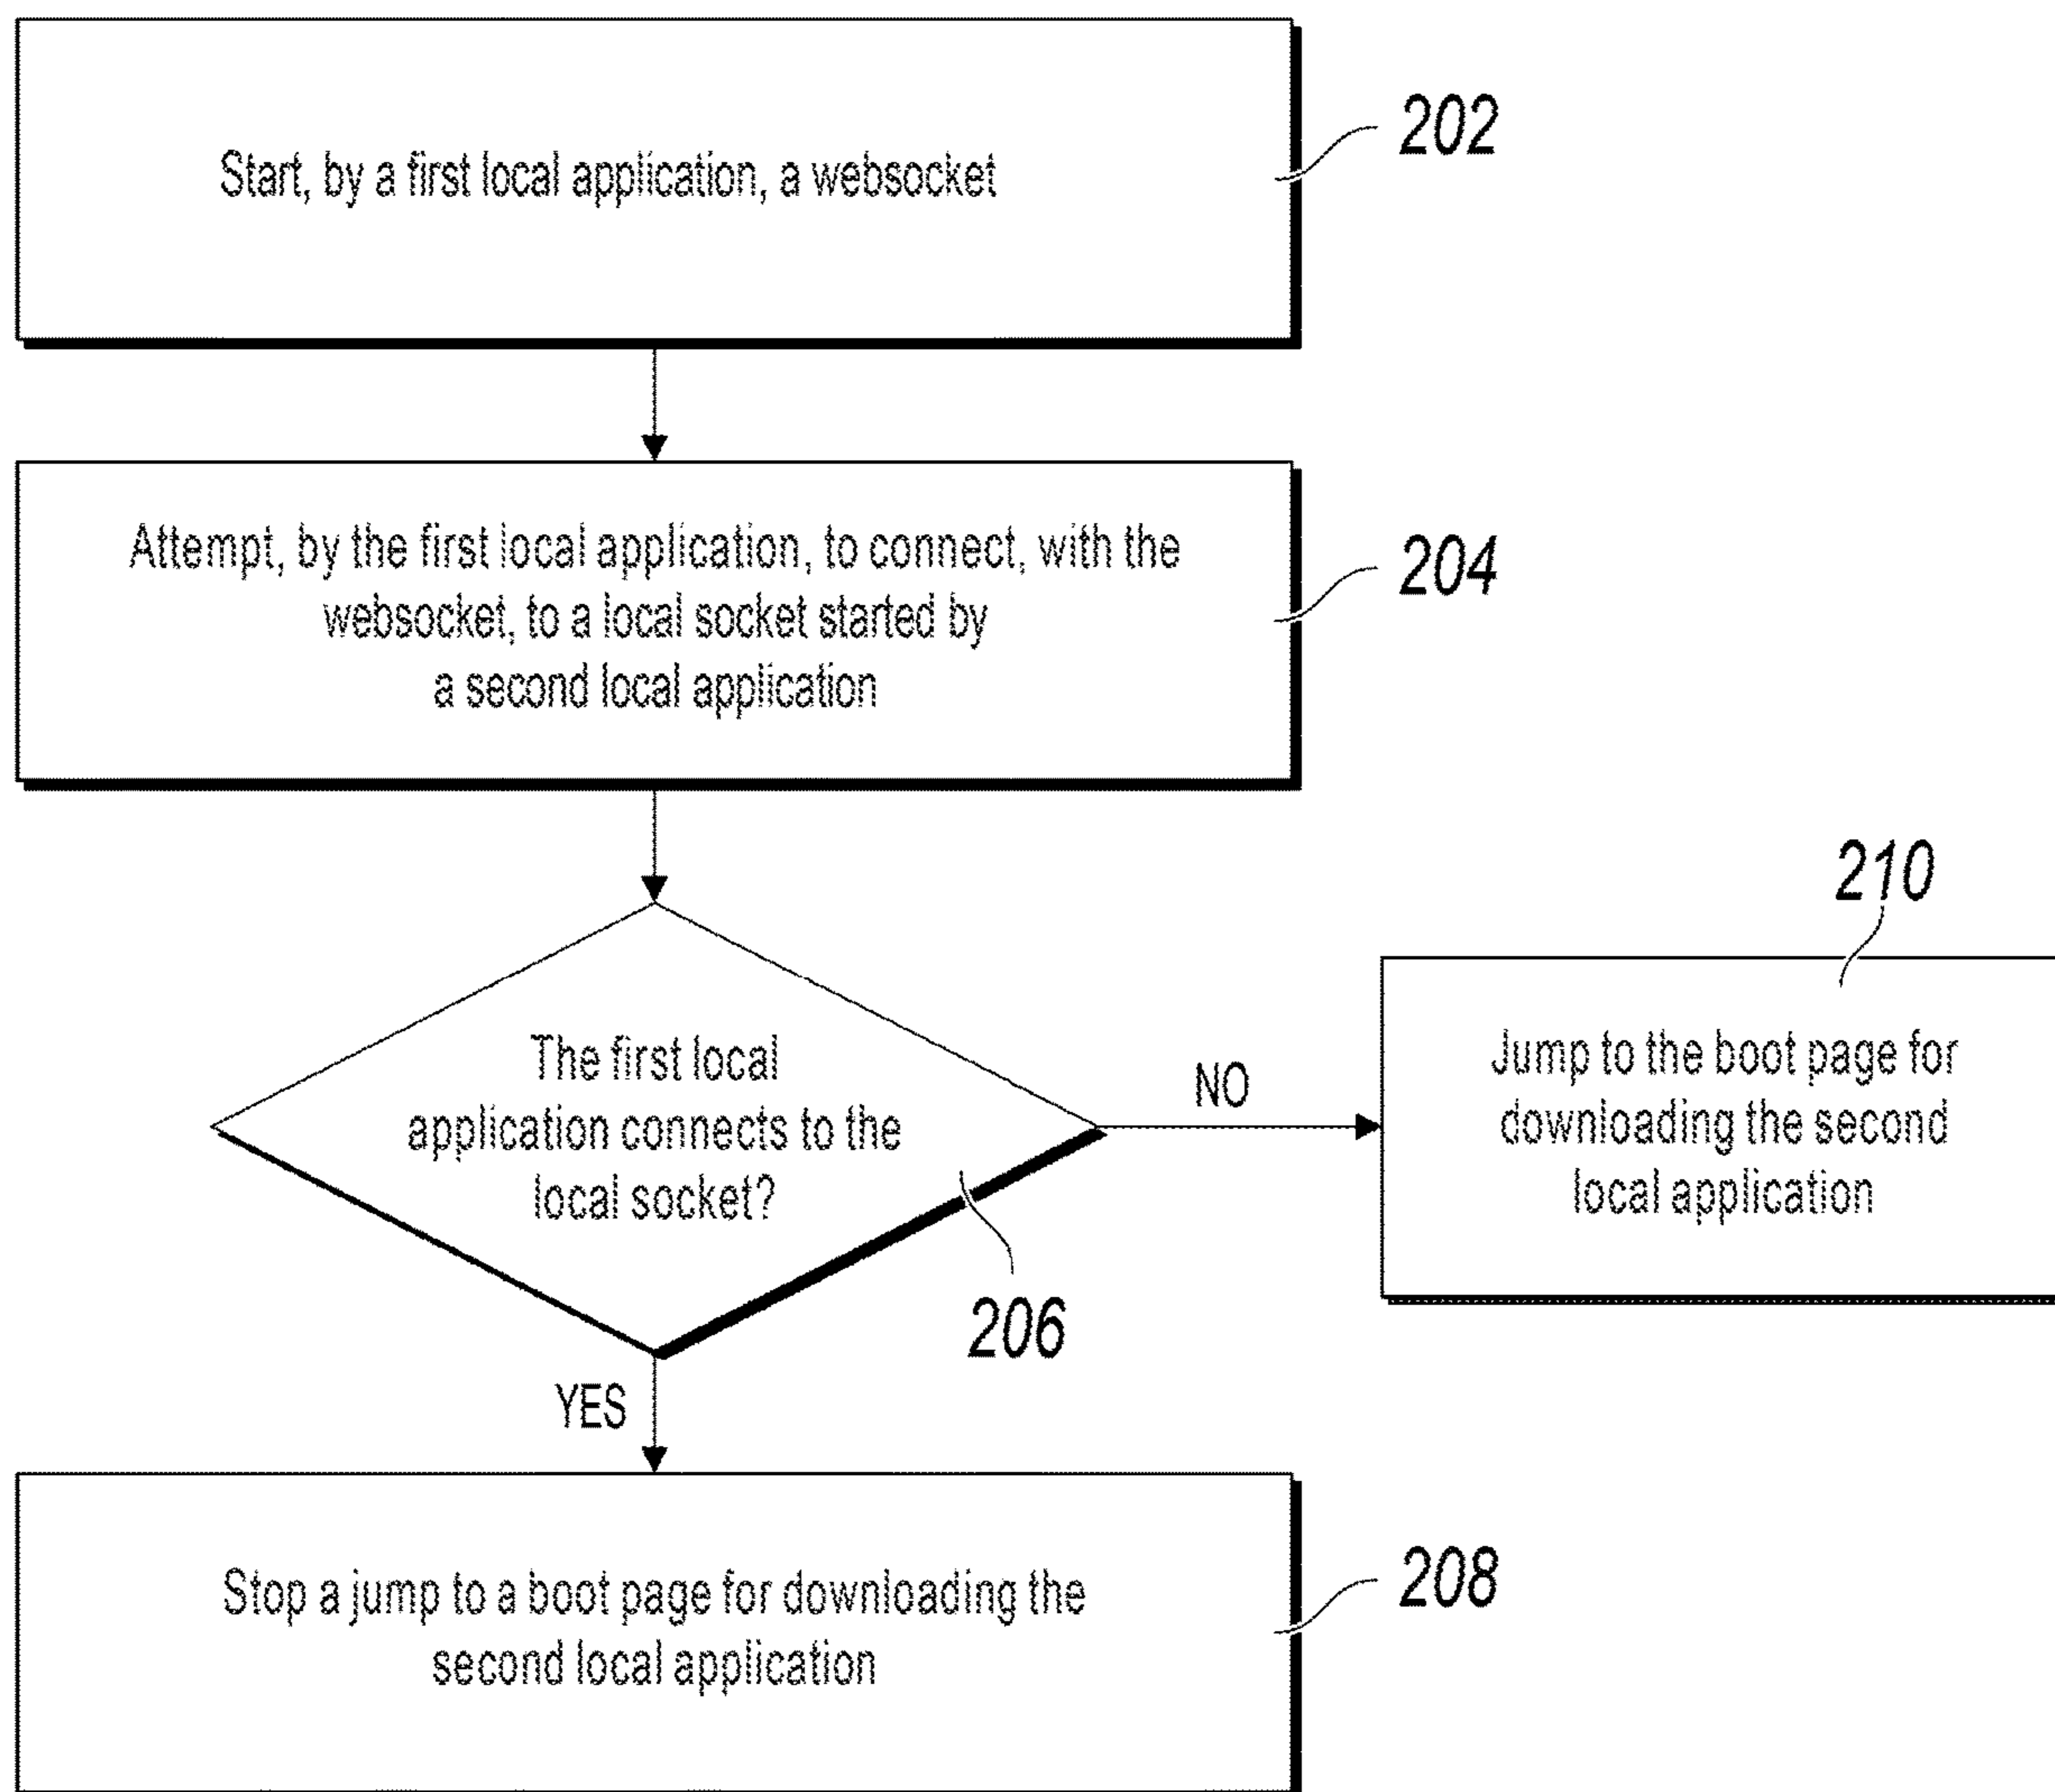 Start, by a first local application, a websocket
202
Attempt, by the first local application, to connect, with the
websocket, to a local socket started by
a second local application
204
The first local
application connects to the
local socket?
206
NO
210
Jump to the boot page for
downloading the second
local application
YES
Stop a jump to a boot page for downloading the
second local application
208